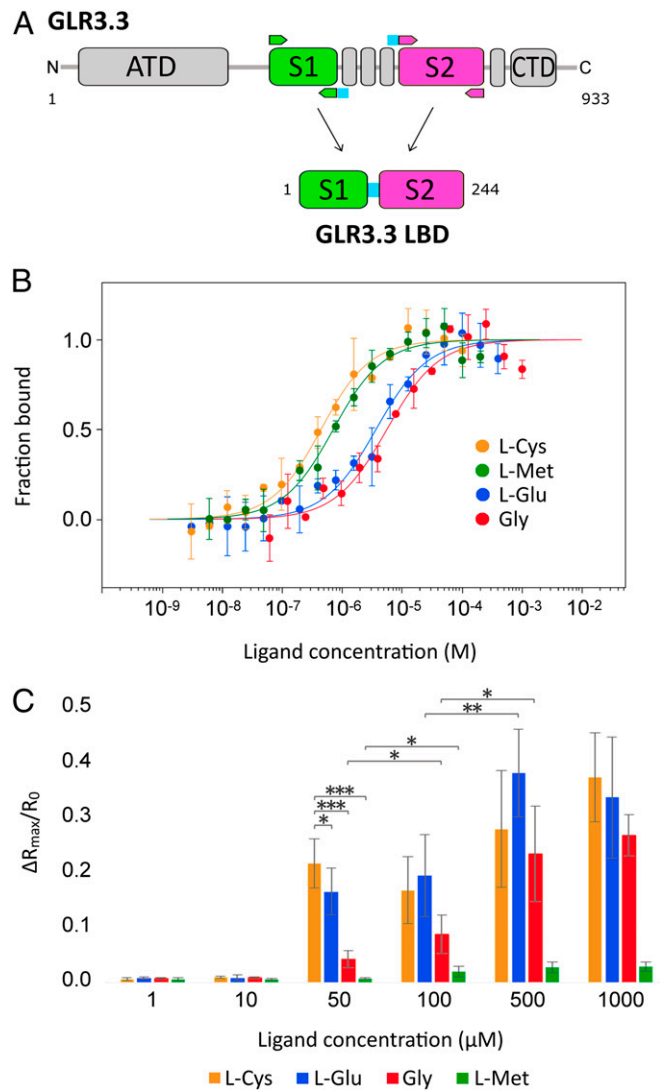 A GLR3.3
N ATD S1 S2 CTD C
1 933
1 S1 S2 244
GLR3.3 LBD
B
Fraction bound
1.0
0.5
0.0
L-Cys
L-Met
L-Glu
Gly
10-9 10-8 10-7 10-6 10-5 10-4 10-3 10-2
Ligand concentration (M)
C
ΔRmax/R0
0.5
0.4
0.3
0.2
0.1
0.0
*
**
*
*
***
***
*
1 10 50 100 500 1000
Ligand concentration (μM)
L-Cys L-Glu Gly L-Met